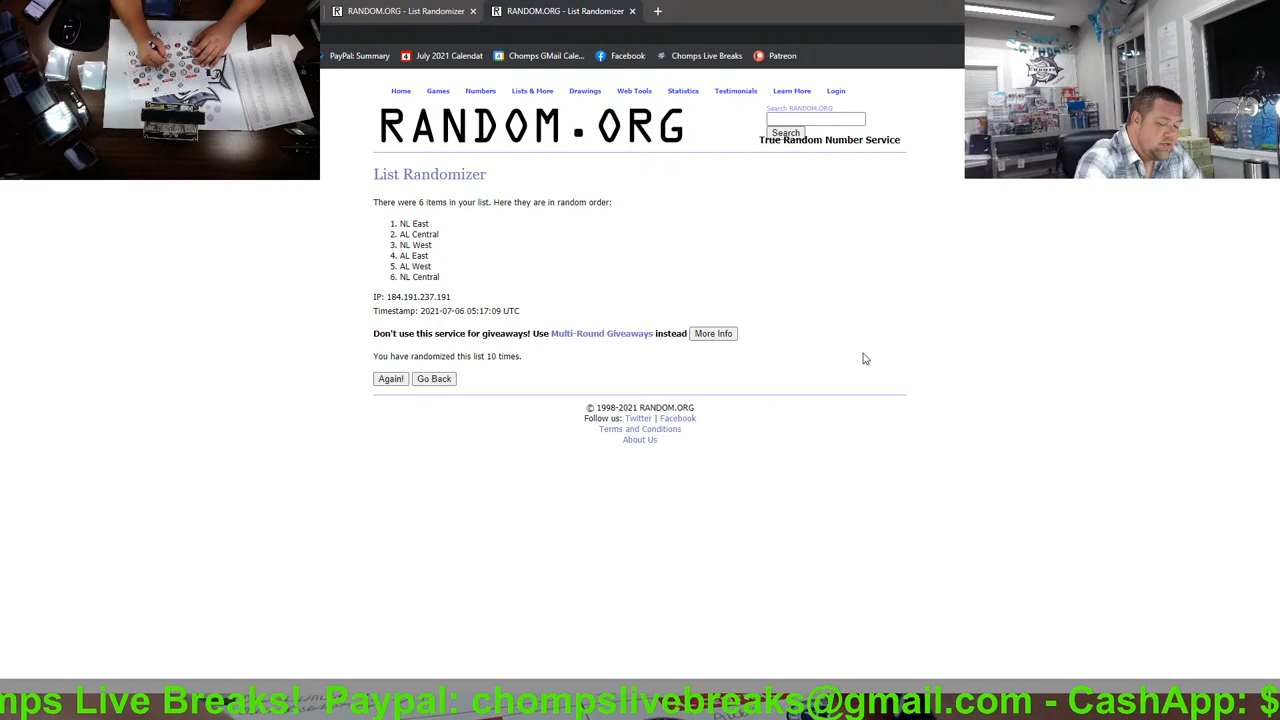 RANDOM.ORG - List Randomizer
RANDOM.ORG - List Randomizer
PayPal: Summary
July 2021 Calendat
Chomps GMail Cale...
Facebook
Chomps Live Breaks
Patreon
Home Games Numbers Lists & More Drawings Web Tools Statistics Testimonials Learn More Login
RANDOM.ORG
Search RANDOM.ORG
Search
True Random Number Service
List Randomizer
There were 6 items in your list. Here they are in random order:
1. NL East
2. AL Central
3. NL West
4. AL East
5. AL West
6. NL Central
IP: 184.191.237.191
Timestamp: 2021-07-06 05:17:09 UTC
Don't use this service for giveaways! Use Multi-Round Giveaways instead More Info
You have randomized this list 10 times.
Again! Go Back
© 1998-2021 RANDOM.ORG
Follow us: Twitter | Facebook
Terms and Conditions
About Us
mps Live Breaks! Paypal: chompslivebreaks@gmail.com - CashApp: $